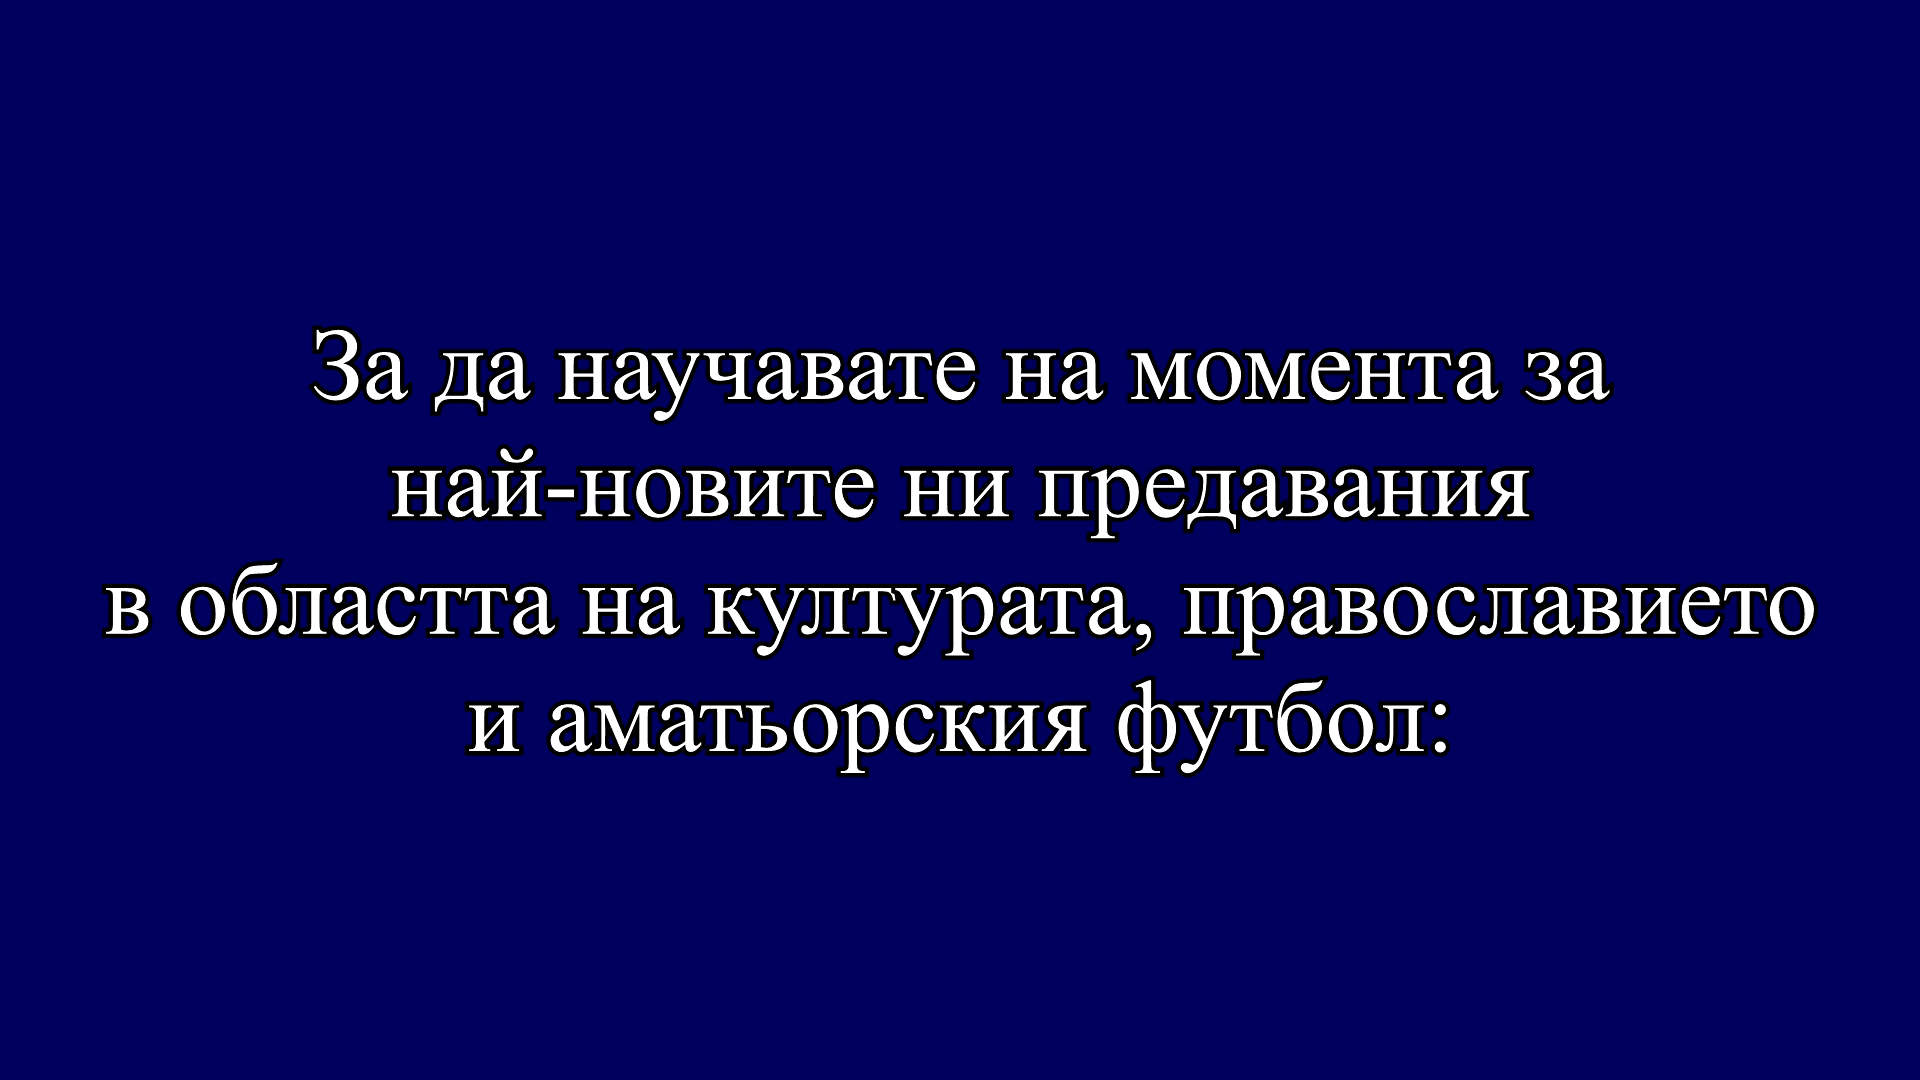 За да научавате на момента за
най-новите ни предавания
в областта на културата, православието
и аматьорския футбол: